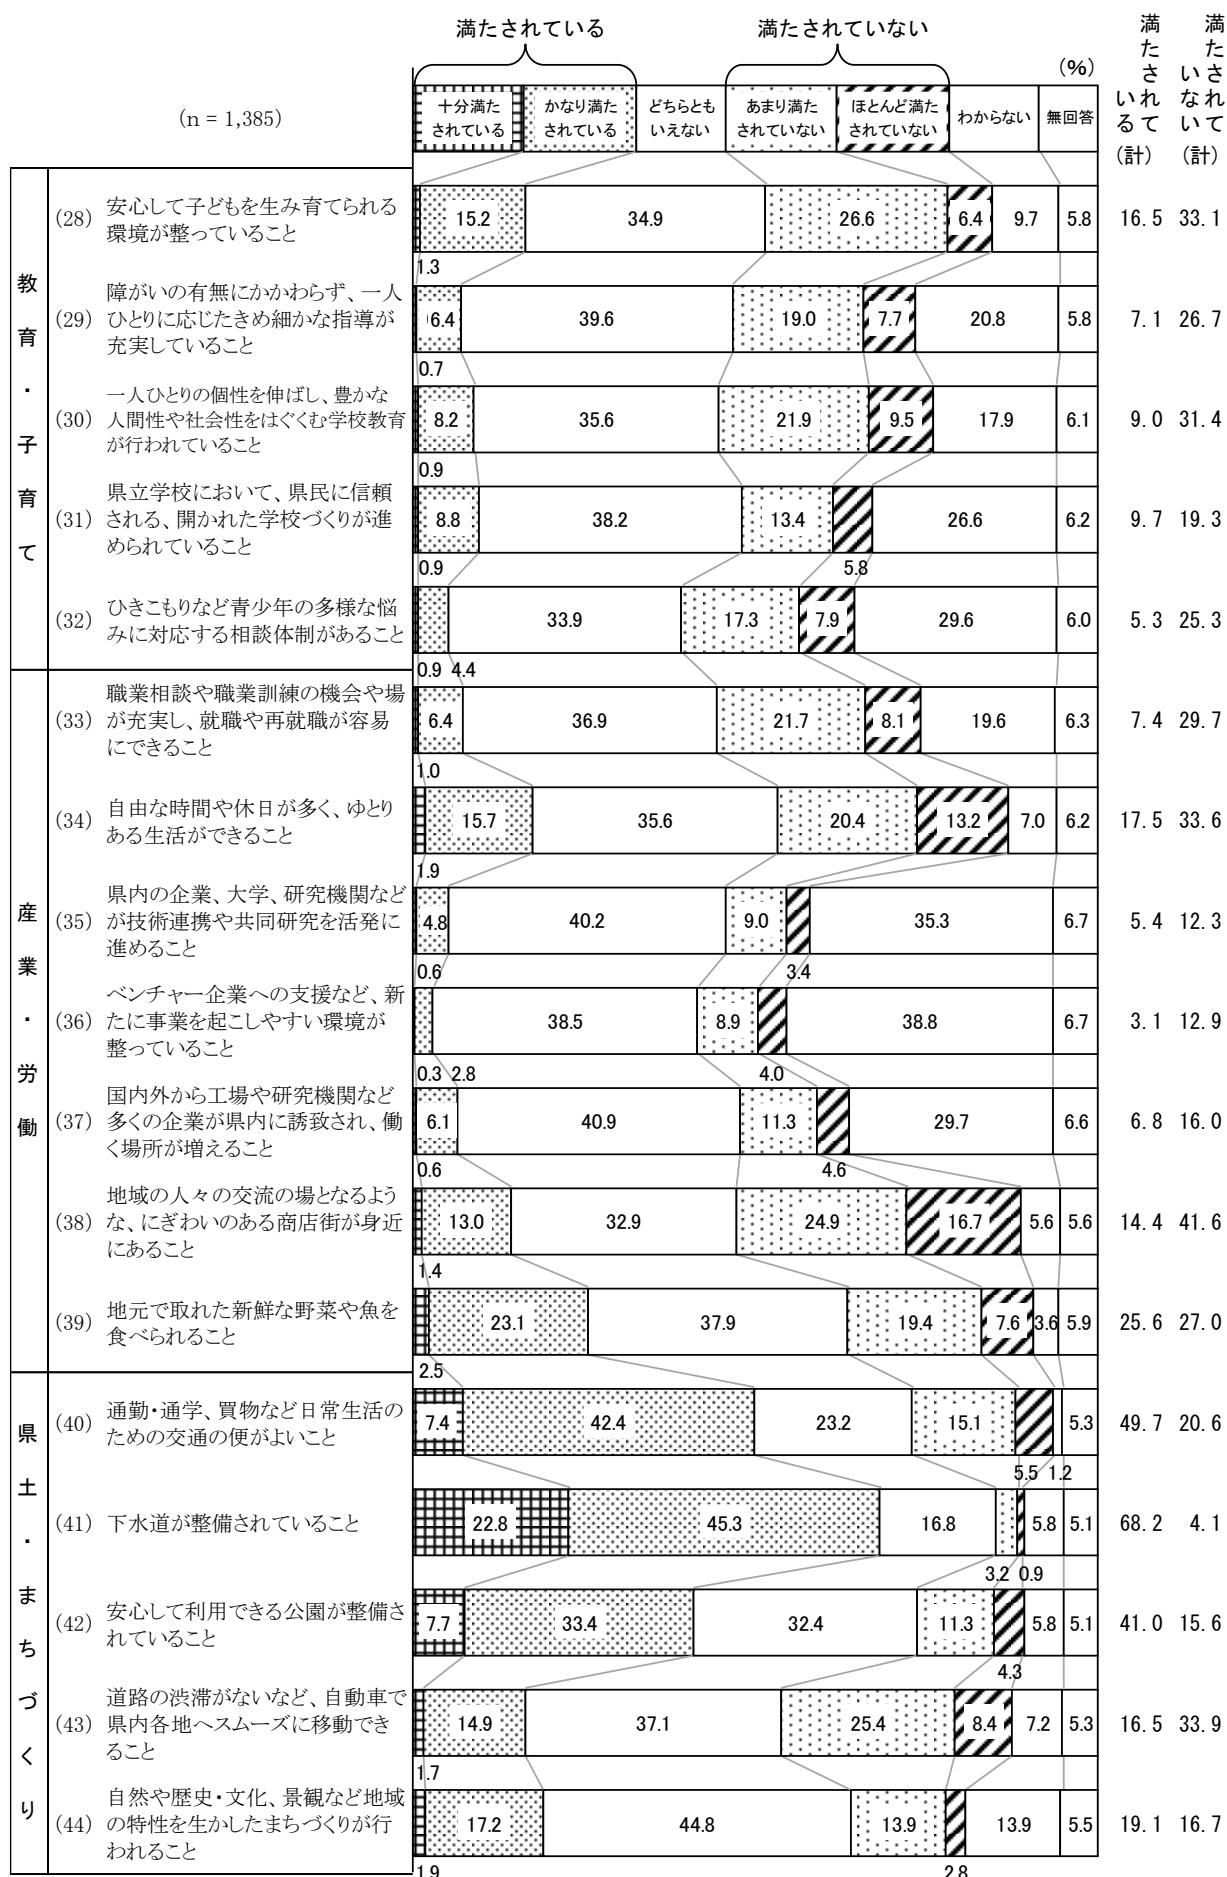 満たされている 満たされていない
満たされている（計）
満たされていない（計）
(%)
(n = 1,385)
十分満たされている
かなり満たされている
どちらともいえない
あまり満たされていない
ほとんど満たされていない
わからない
無回答
教育・子育て
(28) 安心して子どもを生み育てられる
環境が整っていること
15.2 34.9 26.6 6.4 9.7 5.8 16.5 33.1
1.3
(29) 障がいの有無にかかわらず、一人
ひとりに応じたきめ細かな指導が
充実していること
6.4 39.6 19.0 7.7 20.8 5.8 7.1 26.7
0.7
(30) 一人ひとりの個性を伸ばし、豊かな
人間性や社会性をはぐくむ学校教育
が行われていること
8.2 35.6 21.9 9.5 17.9 6.1 9.0 31.4
0.9
(31) 県立学校において、県民に信頼
される、開かれた学校づくりが進
められていること
8.8 38.2 13.4 26.6 6.2 9.7 19.3
0.9 5.8
(32) ひきこもりなど青少年の多様な悩
みに対応する相談体制があること
33.9 17.3 7.9 29.6 6.0 5.3 25.3
0.9 4.4
産業・労働
(33) 職業相談や職業訓練の機会や場
が充実し、就職や再就職が容易
にできること
6.4 36.9 21.7 8.1 19.6 6.3 7.4 29.7
1.0
(34) 自由な時間や休日が多く、ゆとり
ある生活ができること
15.7 35.6 20.4 13.2 7.0 6.2 17.5 33.6
1.9
(35) 県内の企業、大学、研究機関など
が技術連携や共同研究を活発に
進めること
4.8 40.2 9.0 35.3 6.7 5.4 12.3
0.6 3.4
(36) ベンチャー企業への支援など、新
たに事業を起こしやすい環境が
整っていること
38.5 8.9 38.8 6.7 3.1 12.9
0.3 2.8 4.0
(37) 国内外から工場や研究機関など
多くの企業が県内に誘致され、働
く場所が増えること
6.1 40.9 11.3 29.7 6.6 6.8 16.0
0.6 4.6
(38) 地域の人々の交流の場となるよう
な、にぎわいのある商店街が身近
にあること
13.0 32.9 24.9 16.7 5.6 5.6 14.4 41.6
1.4
(39) 地元で取れた新鮮な野菜や魚を
食べられること
23.1 37.9 19.4 7.6 3.6 5.9 25.6 27.0
2.5
県土・まちづくり
(40) 通勤・通学、買物など日常生活の
ための交通の便がよいこと
7.4 42.4 23.2 15.1 5.3 49.7 20.6
5.5 1.2
(41) 下水道が整備されていること
22.8 45.3 16.8 5.8 5.1 68.2 4.1
3.2 0.9
(42) 安心して利用できる公園が整備さ
れていること
7.7 33.4 32.4 11.3 5.8 5.1 41.0 15.6
4.3
(43) 道路の渋滞がないなど、自動車で
県内各地へスムーズに移動でき
ること
14.9 37.1 25.4 8.4 7.2 5.3 16.5 33.9
1.7
(44) 自然や歴史・文化、景観など地域
の特性を生かしたまちづくりが行
われること
17.2 44.8 13.9 13.9 5.5 19.1 16.7
1.9 2.8